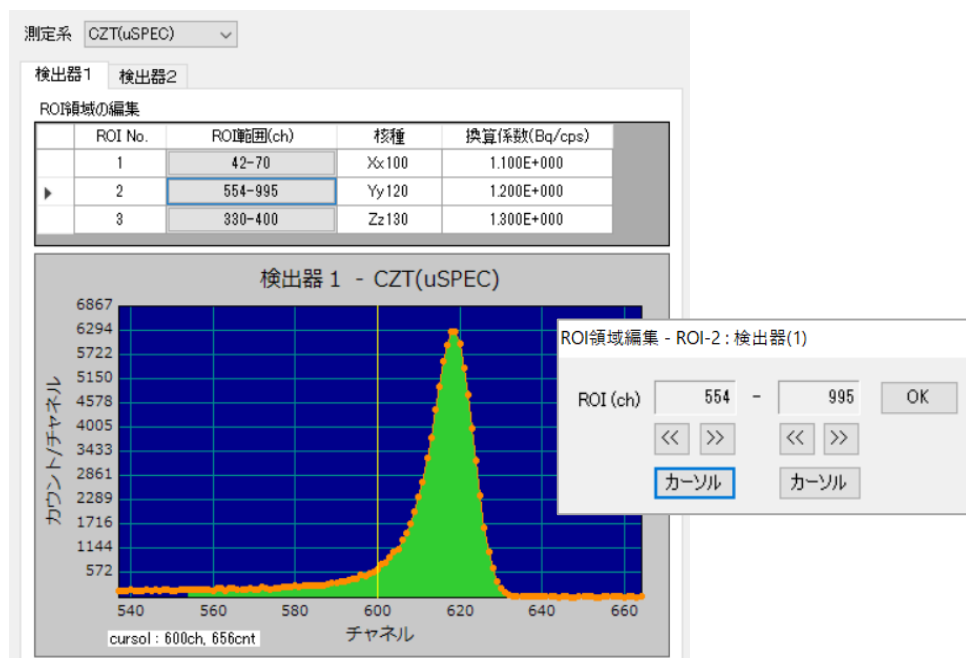 測定系 CZT(uSPEC)
検出器1 検出器2
ROI領域の編集
ROI No. ROI範囲(ch) 核種 換算係数(Bq/cps)
1 42-70 Xx100 1.100E+000
2 554-995 Yy120 1.200E+000
3 330-400 Zz130 1.300E+000
検出器 1 - CZT(uSPEC)
カウント/チャネル
6867
6294
5722
5150
4578
4005
3433
2861
2289
1716
1144
572
540 560 580 600 620 640 660
チャネル
cursol : 600ch, 656cnt
ROI領域編集 - ROI-2 : 検出器(1)
ROI (ch) 554 - 995 OK
<< >> << >>
カーソル カーソル